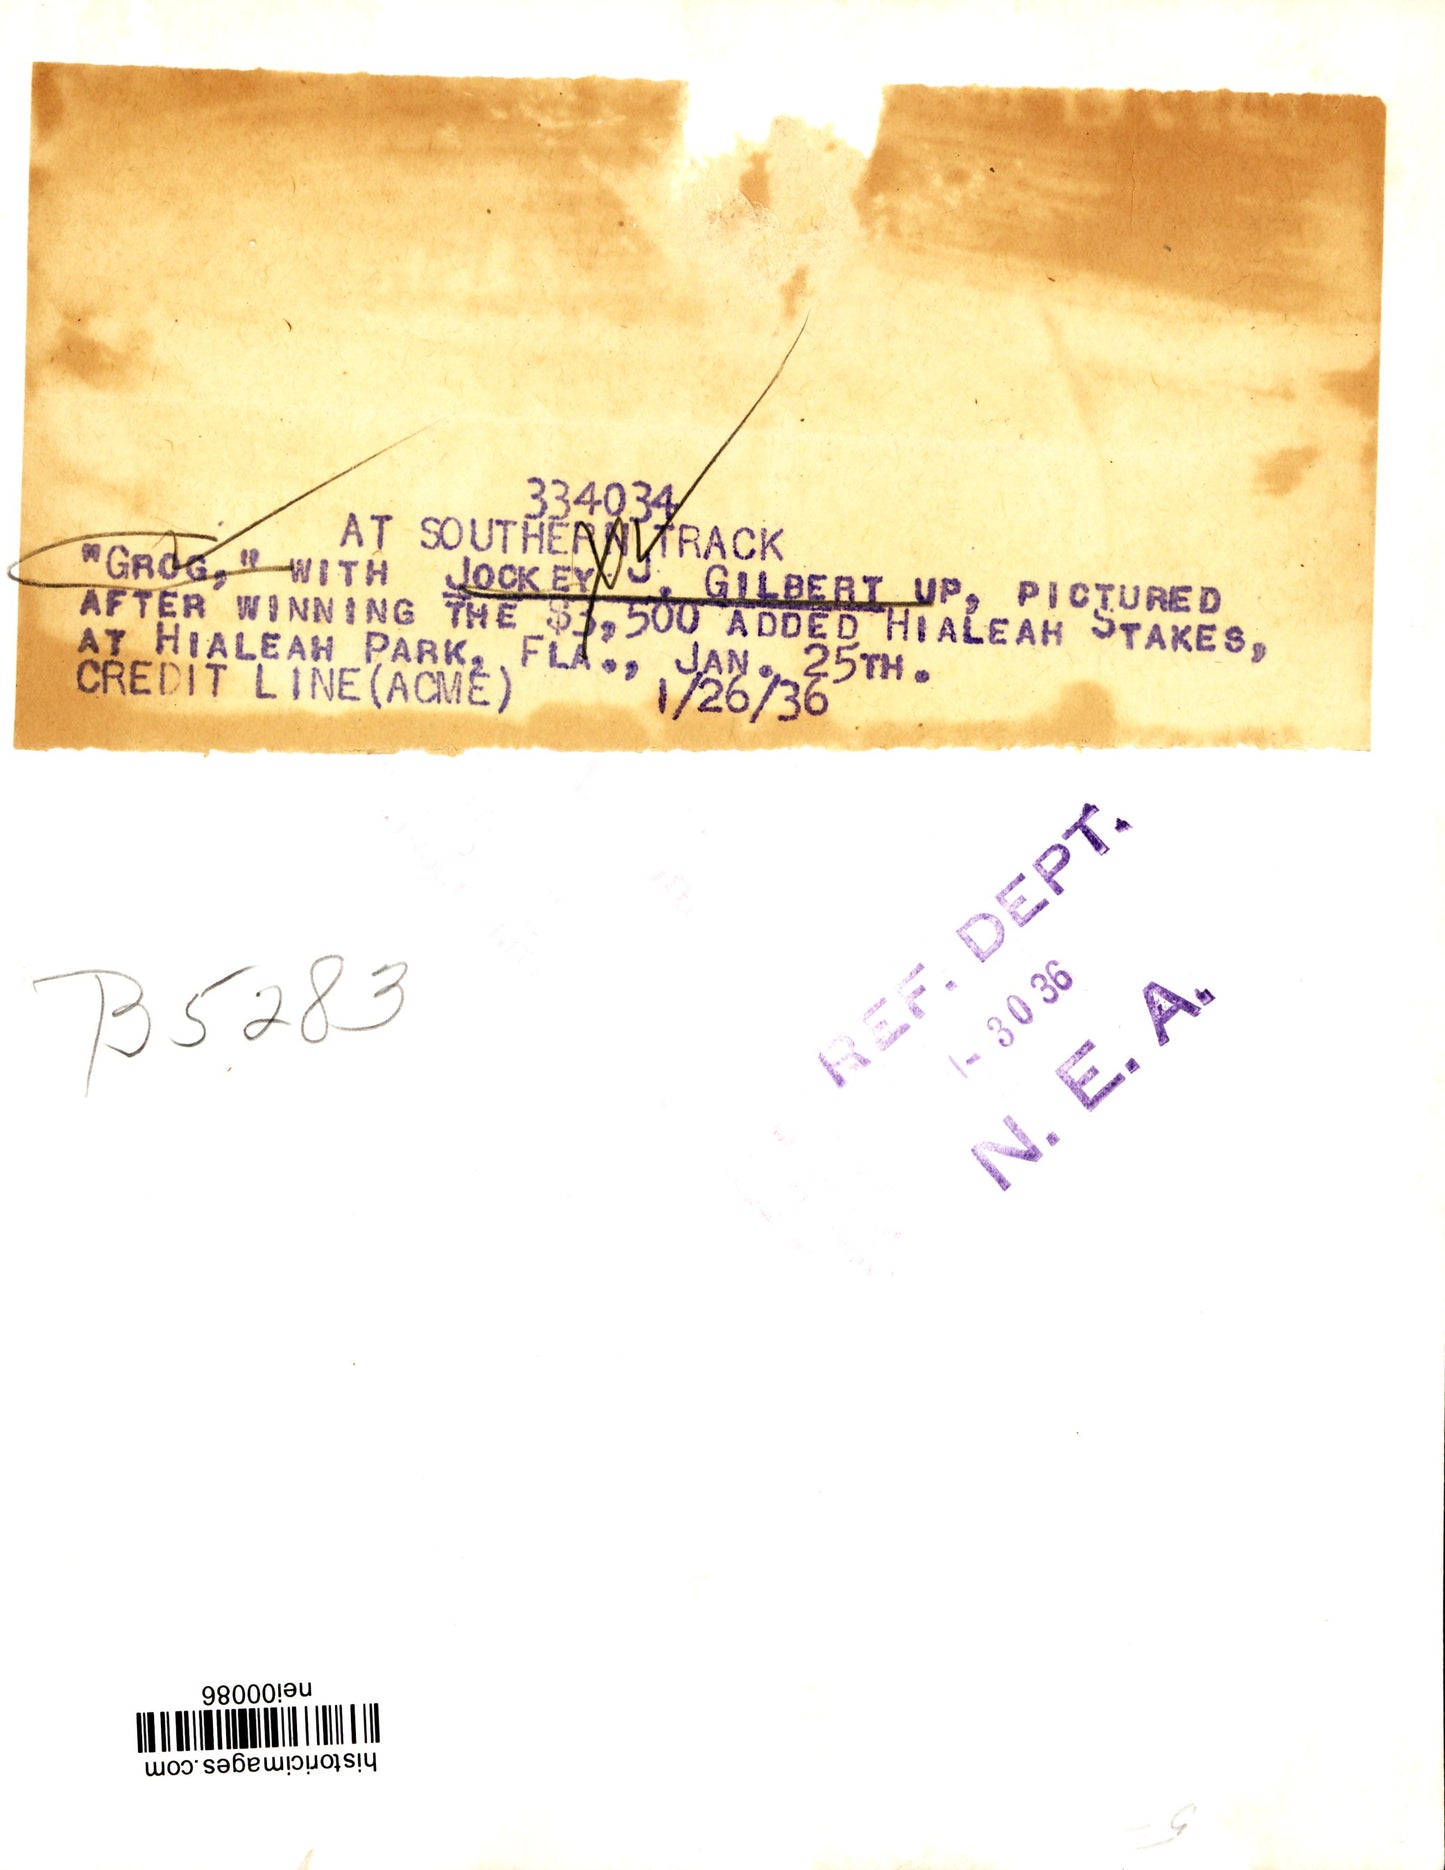 334034
AT SOUTHERN TRACK
"GROG," WITH JOCKEY J. GILBERT UP, PICTURED
AFTER WINNING THE $3,500 ADDED HIALEAH STAKES,
AT HIALEAH PARK, FLA., JAN. 25TH.
CREDIT LINE(ACME) 1/26/36
REF. DEPT.
1-30 36
N. E. A.
B5283
nei00086
historicimages.com